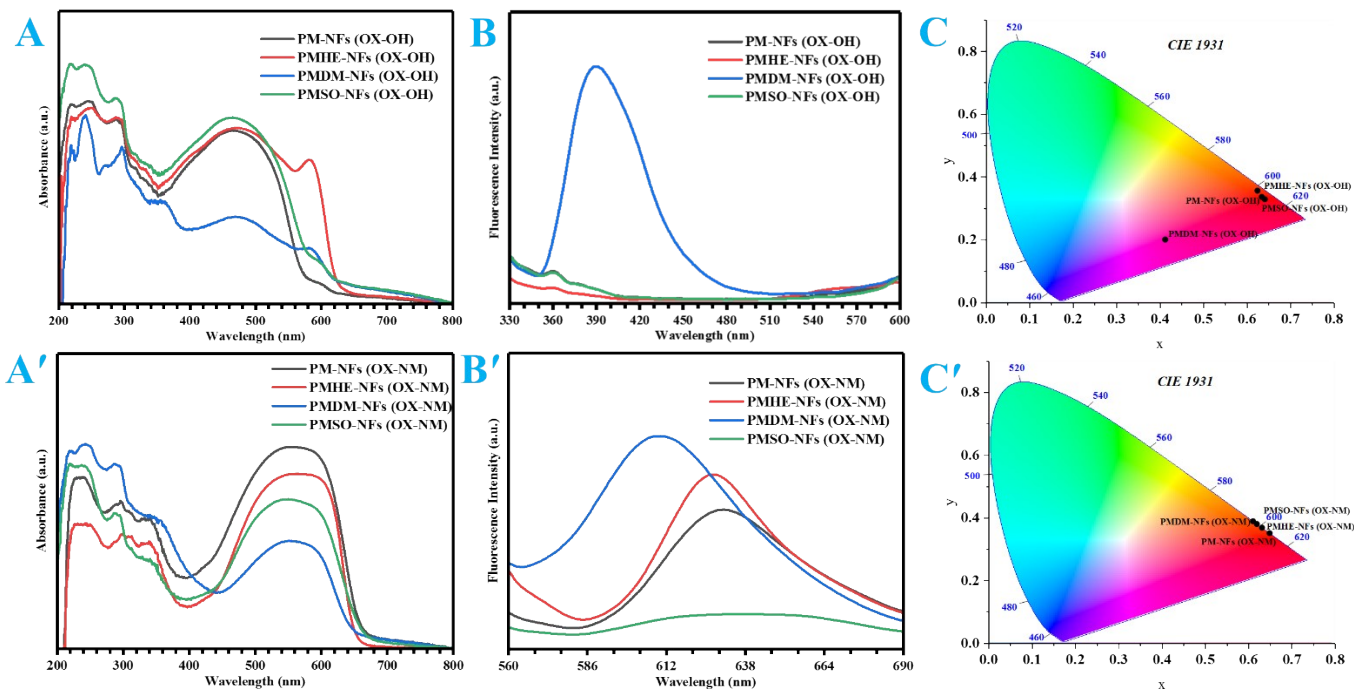 A
PM-NFs (OX-OH)
PMHE-NFs (OX-OH)
PMDM-NFs (OX-OH)
PMSO-NFs (OX-OH)
Absorbance (a.u.)
200 300 400 500 600 700 800
Wavelength (nm)
B
PM-NFs (OX-OH)
PMHE-NFs (OX-OH)
PMDM-NFs (OX-OH)
PMSO-NFs (OX-OH)
Fluorescence Intensity (a.u.)
330 360 390 420 450 480 510 540 570 600
Wavelength (nm)
C
CIE 1931
520
540
560
580
600
620
500
480
460
PMHE-NFs (OX-OH)
PM-NFs (OX-OH)
PMSO-NFs (OX-OH)
PMDM-NFs (OX-OH)
y
0.8
0.6
0.4
0.2
0.0
0.0 0.1 0.2 0.3 0.4 0.5 0.6 0.7 0.8
x
A′
PM-NFs (OX-NM)
PMHE-NFs (OX-NM)
PMDM-NFs (OX-NM)
PMSO-NFs (OX-NM)
Absorbance (a.u.)
200 300 400 500 600 700 800
Wavelength (nm)
B′
PM-NFs (OX-NM)
PMHE-NFs (OX-NM)
PMDM-NFs (OX-NM)
PMSO-NFs (OX-NM)
Fluorescence Intensity (a.u.)
560 586 612 638 664 690
Wavelength (nm)
C′
CIE 1931
520
540
560
580
600
620
500
480
460
PMSO-NFs (OX-NM)
PMDM-NFs (OX-NM)
PMHE-NFs (OX-NM)
PM-NFs (OX-NM)
y
0.8
0.6
0.4
0.2
0.0
0.0 0.1 0.2 0.3 0.4 0.5 0.6 0.7 0.8
x